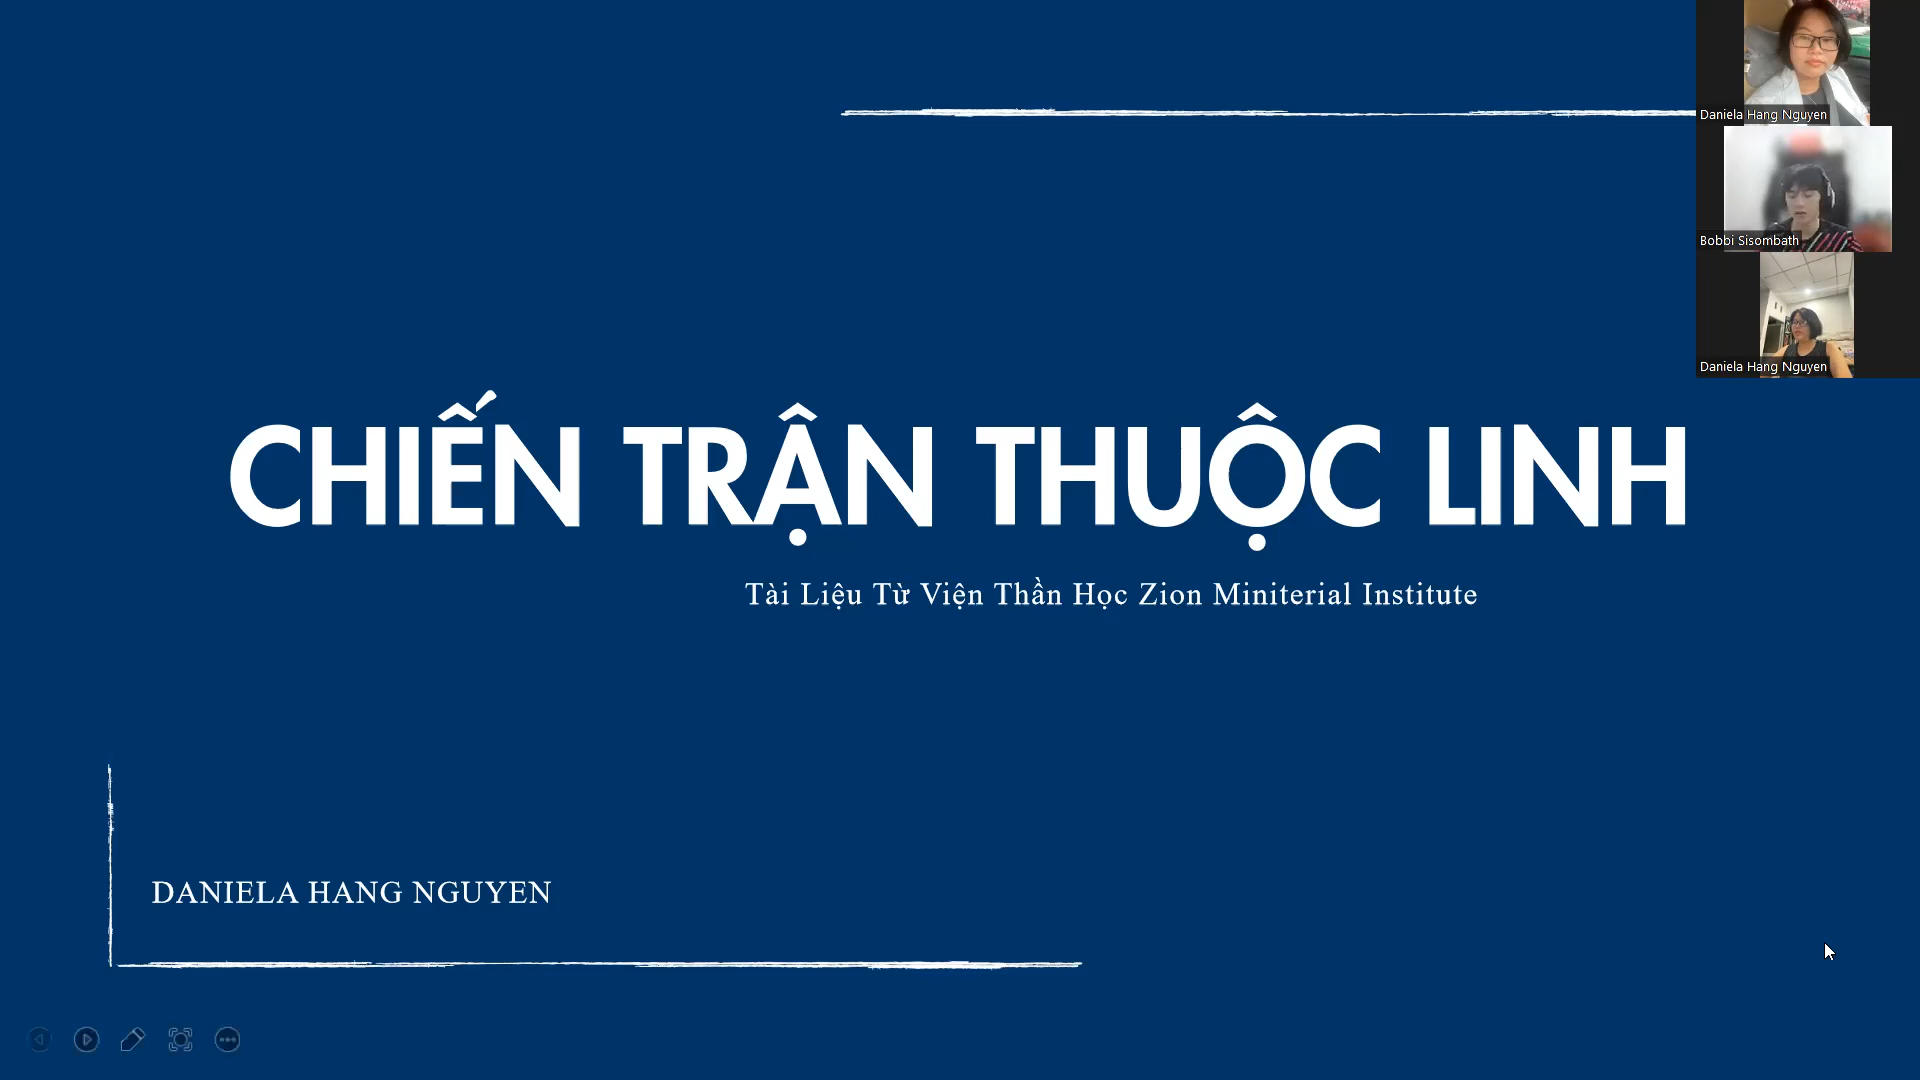 Daniela Hang Nguyen
Bobbi Sisombath
Daniela Hang Nguyen
CHIẾN TRẬN THUỘC LINH
Tài Liệu Từ Viện Thần Học Zion Miniterial Institute
DANIELA HANG NGUYEN